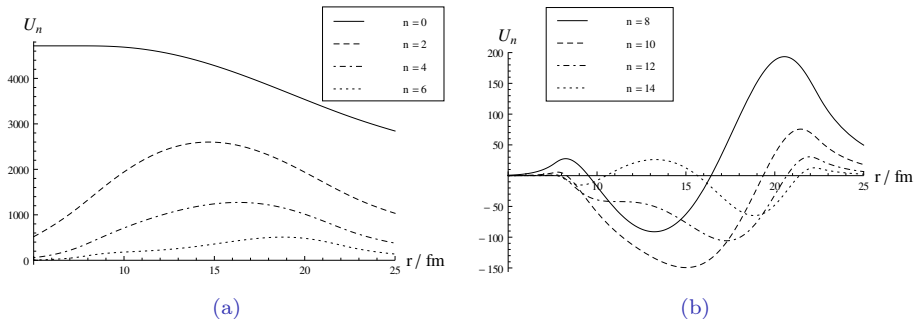 U_n
n = 0
n = 2
n = 4
n = 6
4000
3000
2000
1000
0
10
15
20
25
r / fm
(a)
U_n
n = 8
n = 10
n = 12
n = 14
200
150
100
50
-50
-100
-150
10
15
20
25
r / fm
(b)